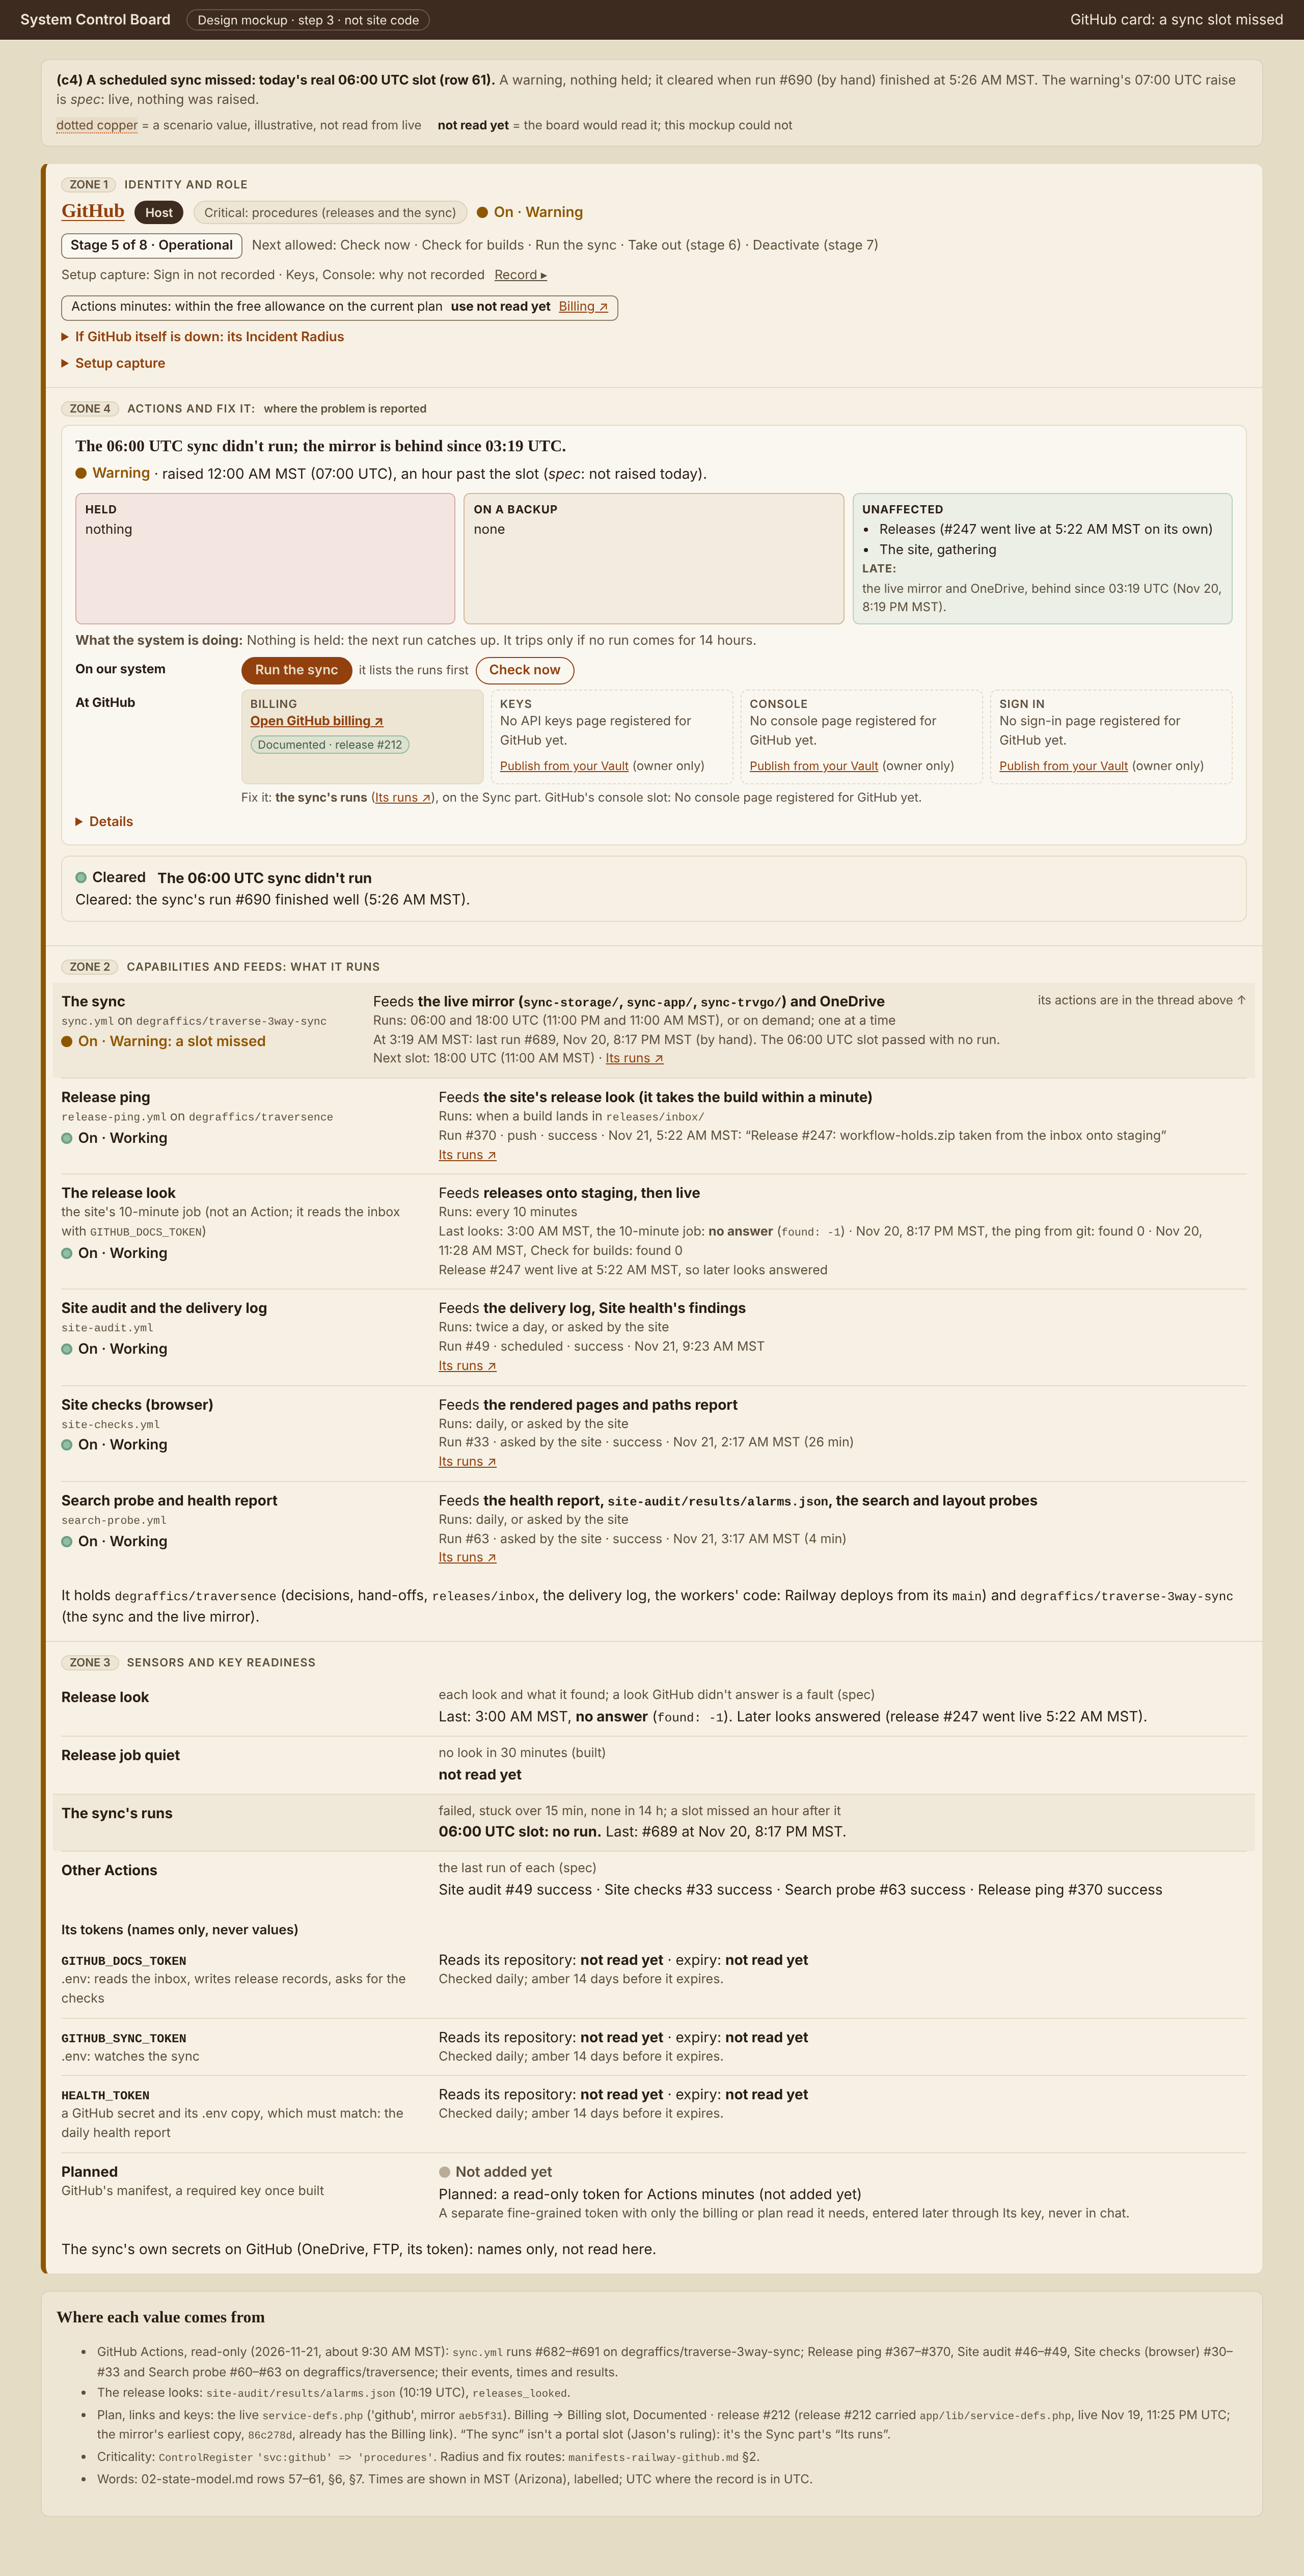 System Control Board
Design mockup · step 3 · not site code
GitHub card: a sync slot missed
(c4) A scheduled sync missed: today's real 06:00 UTC slot (row 61). A warning, nothing held; it cleared when run #690 (by hand) finished at 5:26 AM MST. The warning's 07:00 UTC raise
is spec: live, nothing was raised.
dotted copper = a scenario value, illustrative, not read from live not read yet = the board would read it; this mockup could not
ZONE 1 IDENTITY AND ROLE
GitHub Host Critical: procedures (releases and the sync) On · Warning
Stage 5 of 8 · Operational Next allowed: Check now · Check for builds · Run the sync · Take out (stage 6) · Deactivate (stage 7)
Setup capture: Sign in not recorded · Keys, Console: why not recorded Record ▸
Actions minutes: within the free allowance on the current plan use not read yet Billing ↗
▶ If GitHub itself is down: its Incident Radius
▶ Setup capture
ZONE 4 ACTIONS AND FIX IT: where the problem is reported
The 06:00 UTC sync didn't run; the mirror is behind since 03:19 UTC.
Warning · raised 12:00 AM MST (07:00 UTC), an hour past the slot (spec: not raised today).
HELD
nothing
ON A BACKUP
none
UNAFFECTED
• Releases (#247 went live at 5:22 AM MST on its own)
• The site, gathering
LATE:
the live mirror and OneDrive, behind since 03:19 UTC (Nov 20,
8:19 PM MST).
What the system is doing: Nothing is held: the next run catches up. It trips only if no run comes for 14 hours.
On our system Run the sync it lists the runs first Check now
At GitHub
BILLING
Open GitHub billing ↗
Documented · release #212
KEYS
No API keys page registered for
GitHub yet.
Publish from your Vault (owner only)
CONSOLE
No console page registered for
GitHub yet.
Publish from your Vault (owner only)
SIGN IN
No sign-in page registered for
GitHub yet.
Publish from your Vault (owner only)
Fix it: the sync's runs (Its runs ↗), on the Sync part. GitHub's console slot: No console page registered for GitHub yet.
▶ Details
Cleared The 06:00 UTC sync didn't run
Cleared: the sync's run #690 finished well (5:26 AM MST).
ZONE 2 CAPABILITIES AND FEEDS: WHAT IT RUNS
The sync
sync.yml on degraffics/traverse-3way-sync
On · Warning: a slot missed
Feeds the live mirror (sync-storage/, sync-app/, sync-trvgo/) and OneDrive
Runs: 06:00 and 18:00 UTC (11:00 PM and 11:00 AM MST), or on demand; one at a time
At 3:19 AM MST: last run #689, Nov 20, 8:17 PM MST (by hand). The 06:00 UTC slot passed with no run.
Next slot: 18:00 UTC (11:00 AM MST) · Its runs ↗
its actions are in the thread above ↑
Release ping
release-ping.yml on degraffics/traversence
On · Working
Feeds the site's release look (it takes the build within a minute)
Runs: when a build lands in releases/inbox/
Run #370 · push · success · Nov 21, 5:22 AM MST: “Release #247: workflow-holds.zip taken from the inbox onto staging”
Its runs ↗
The release look
the site's 10-minute job (not an Action; it reads the inbox
with GITHUB_DOCS_TOKEN)
On · Working
Feeds releases onto staging, then live
Runs: every 10 minutes
Last looks: 3:00 AM MST, the 10-minute job: no answer (found: -1) · Nov 20, 8:17 PM MST, the ping from git: found 0 · Nov 20,
11:28 AM MST, Check for builds: found 0
Release #247 went live at 5:22 AM MST, so later looks answered
Site audit and the delivery log
site-audit.yml
On · Working
Feeds the delivery log, Site health's findings
Runs: twice a day, or asked by the site
Run #49 · scheduled · success · Nov 21, 9:23 AM MST
Its runs ↗
Site checks (browser)
site-checks.yml
On · Working
Feeds the rendered pages and paths report
Runs: daily, or asked by the site
Run #33 · asked by the site · success · Nov 21, 2:17 AM MST (26 min)
Its runs ↗
Search probe and health report
search-probe.yml
On · Working
Feeds the health report, site-audit/results/alarms.json, the search and layout probes
Runs: daily, or asked by the site
Run #63 · asked by the site · success · Nov 21, 3:17 AM MST (4 min)
Its runs ↗
It holds degraffics/traversence (decisions, hand-offs, releases/inbox, the delivery log, the workers' code: Railway deploys from its main) and degraffics/traverse-3way-sync
(the sync and the live mirror).
ZONE 3 SENSORS AND KEY READINESS
Release look
each look and what it found; a look GitHub didn't answer is a fault (spec)
Last: 3:00 AM MST, no answer (found: -1). Later looks answered (release #247 went live 5:22 AM MST).
Release job quiet
no look in 30 minutes (built)
not read yet
The sync's runs
failed, stuck over 15 min, none in 14 h; a slot missed an hour after it
06:00 UTC slot: no run. Last: #689 at Nov 20, 8:17 PM MST.
Other Actions
the last run of each (spec)
Site audit #49 success · Site checks #33 success · Search probe #63 success · Release ping #370 success
Its tokens (names only, never values)
GITHUB_DOCS_TOKEN
.env: reads the inbox, writes release records, asks for the
checks
Reads its repository: not read yet · expiry: not read yet
Checked daily; amber 14 days before it expires.
GITHUB_SYNC_TOKEN
.env: watches the sync
Reads its repository: not read yet · expiry: not read yet
Checked daily; amber 14 days before it expires.
HEALTH_TOKEN
a GitHub secret and its .env copy, which must match: the
daily health report
Reads its repository: not read yet · expiry: not read yet
Checked daily; amber 14 days before it expires.
Planned
GitHub's manifest, a required key once built
Not added yet
Planned: a read-only token for Actions minutes (not added yet)
A separate fine-grained token with only the billing or plan read it needs, entered later through Its key, never in chat.
The sync's own secrets on GitHub (OneDrive, FTP, its token): names only, not read here.
Where each value comes from
• GitHub Actions, read-only (2026-11-21, about 9:30 AM MST): sync.yml runs #682–#691 on degraffics/traverse-3way-sync; Release ping #367–#370, Site audit #46–#49, Site checks (browser) #30–
#33 and Search probe #60–#63 on degraffics/traversence; their events, times and results.
• The release looks: site-audit/results/alarms.json (10:19 UTC), releases_looked.
• Plan, links and keys: the live service-defs.php ('github', mirror aeb5f31). Billing → Billing slot, Documented · release #212 (release #212 carried app/lib/service-defs.php, live Nov 19, 11:25 PM UTC;
the mirror's earliest copy, 86c278d, already has the Billing link). “The sync” isn't a portal slot (Jason's ruling): it's the Sync part's “Its runs”.
• Criticality: ControlRegister 'svc:github' => 'procedures'. Radius and fix routes: manifests-railway-github.md §2.
• Words: 02-state-model.md rows 57–61, §6, §7. Times are shown in MST (Arizona), labelled; UTC where the record is in UTC.